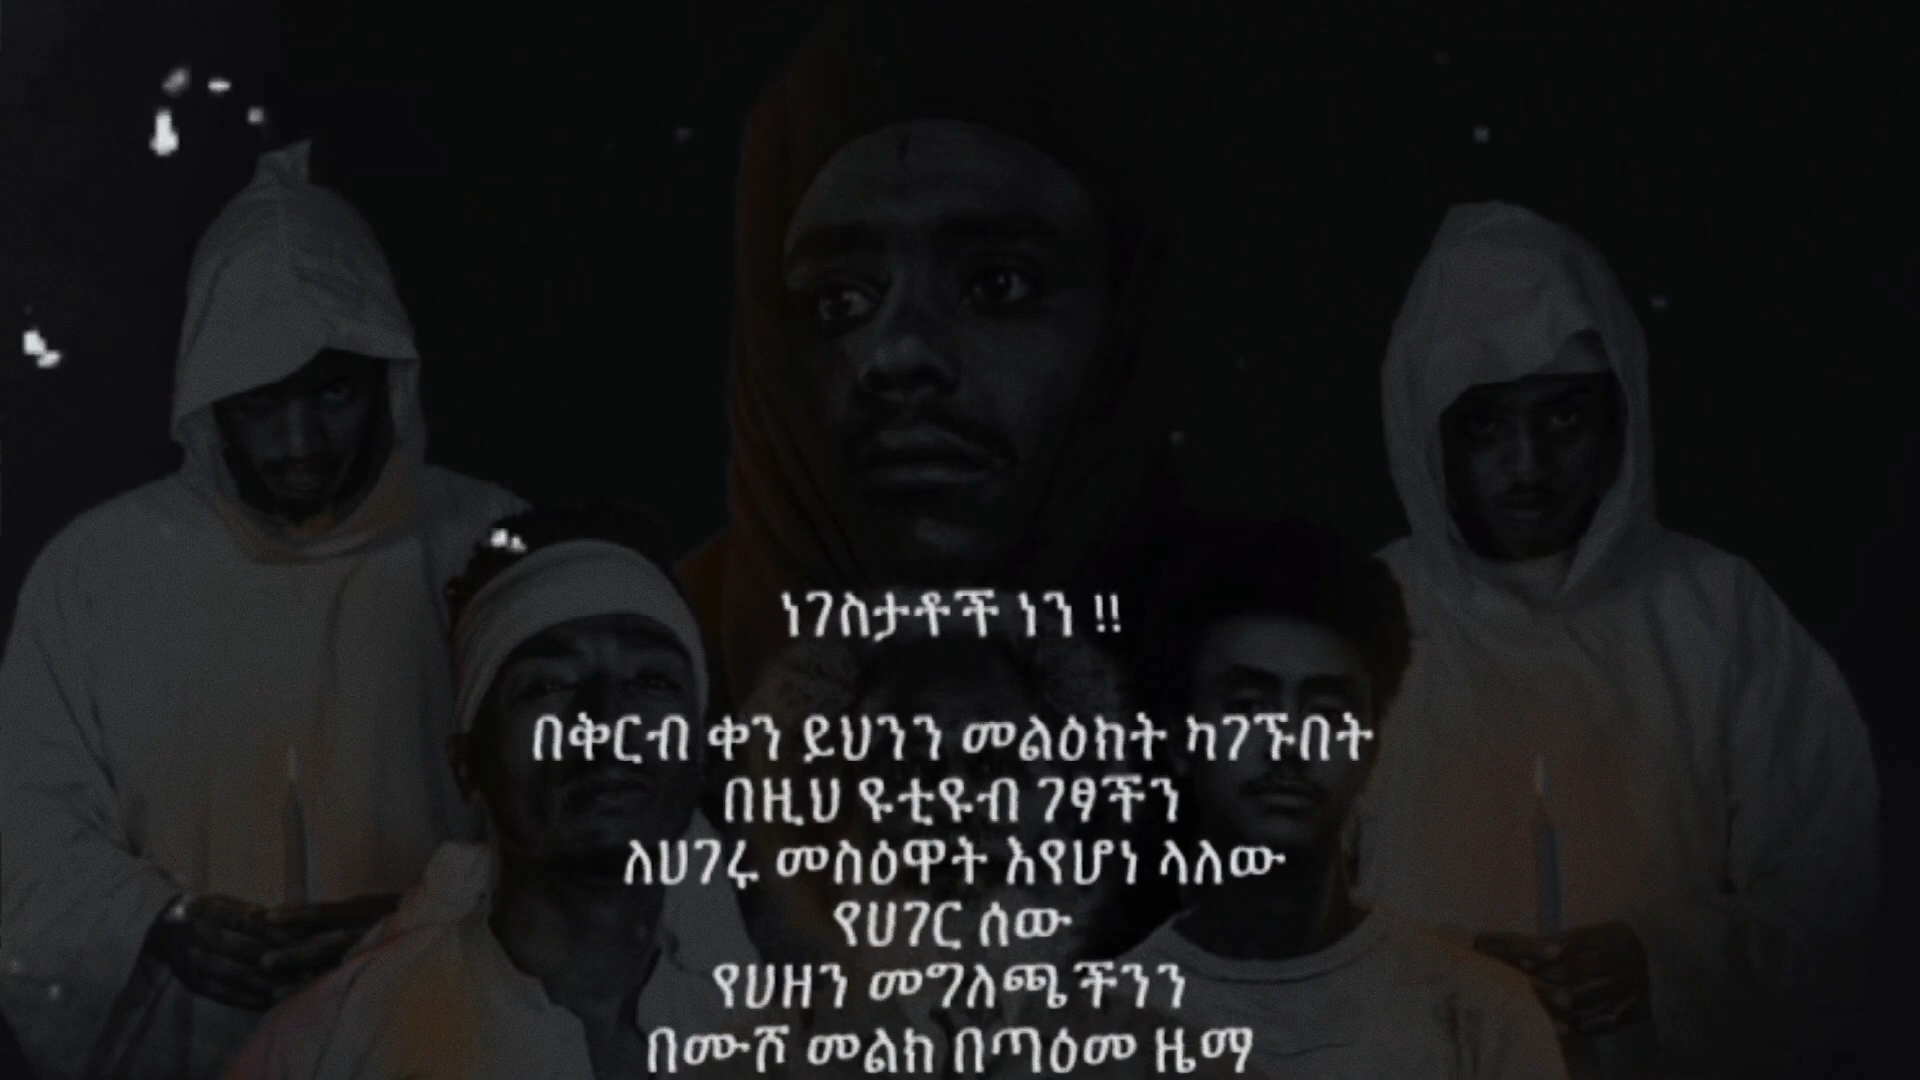 ነገስታቶች ነን !!
በቅርብ ቀን ይህንን መልዕክት ካገኙበት
በዚህ ዩቲዩብ ገፃችን
ለሀገሩ መስዕዋት እየሆነ ላለው
የሀገር ሰው
የሀዘን መግለጫችንን
በሙሾ መልክ በጣዕመ ዜማ